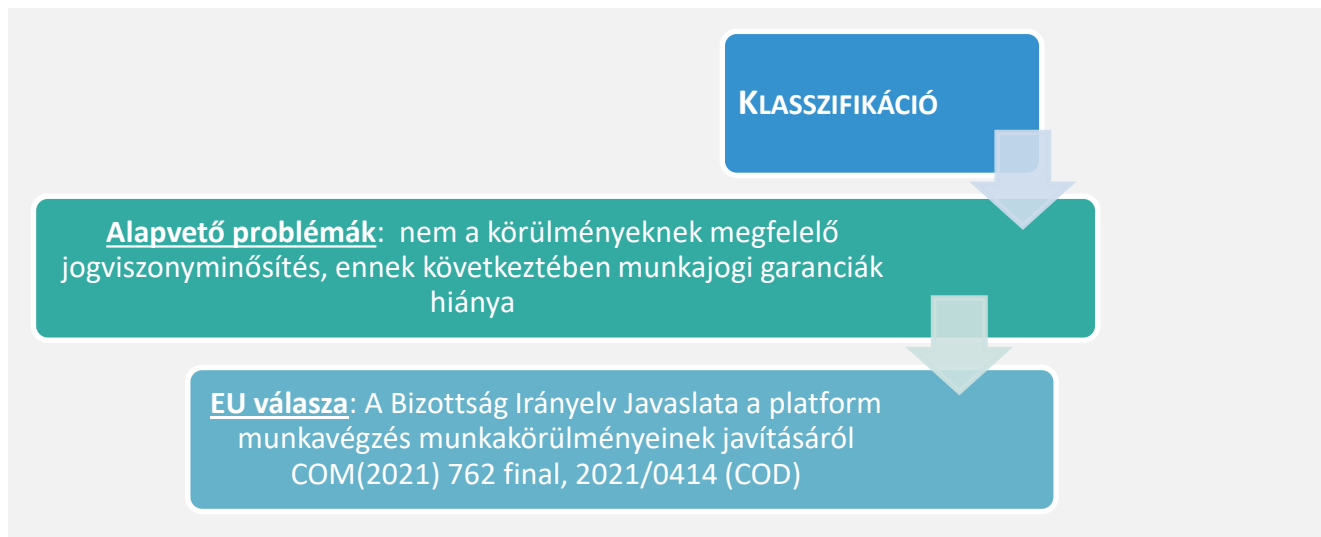 KLASSZIFIKÁCIÓ
Alapvető problémák: nem a körülményeknek megfelelő
jogviszonyminősítés, ennek következtében munkajogi garanciák
hiánya
EU válasza: A Bizottság Irányelv Javaslata a platform
munkavégzés munkakörülményeinek javításáról
COM(2021) 762 final, 2021/0414 (COD)